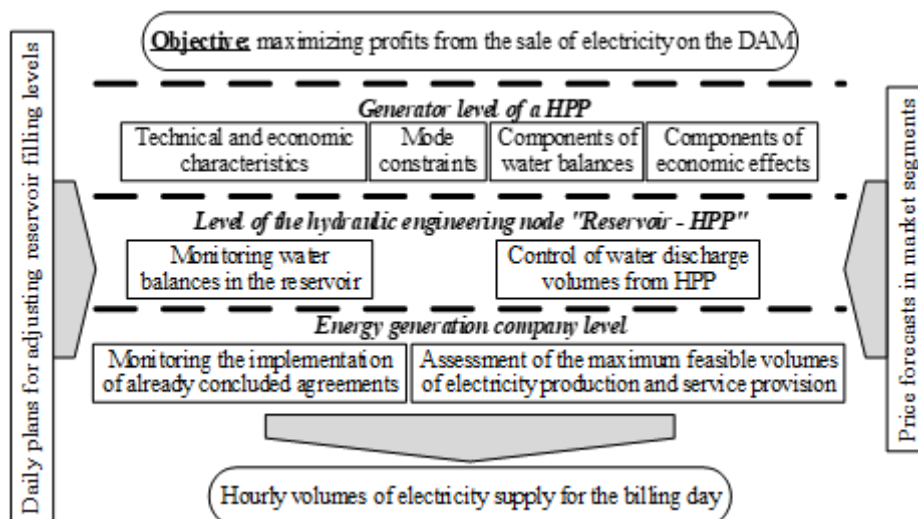 Objective: maximizing profits from the sale of electricity on the DAM
Daily plans for adjusting reservoir filling levels
Generator level of a HPP
Technical and economic
characteristics
Mode
constraints
Components of
water balances
Components of
economic effects
Level of the hydraulic engineering node "Reservoir - HPP"
Monitoring water
balances in the reservoir
Control of water discharge
volumes from HPP
Energy generation company level
Monitoring the implementation
of already concluded agreements
Assessment of the maximum feasible volumes
of electricity production and service provision
Price forecasts in market segments
Hourly volumes of electricity supply for the billing day